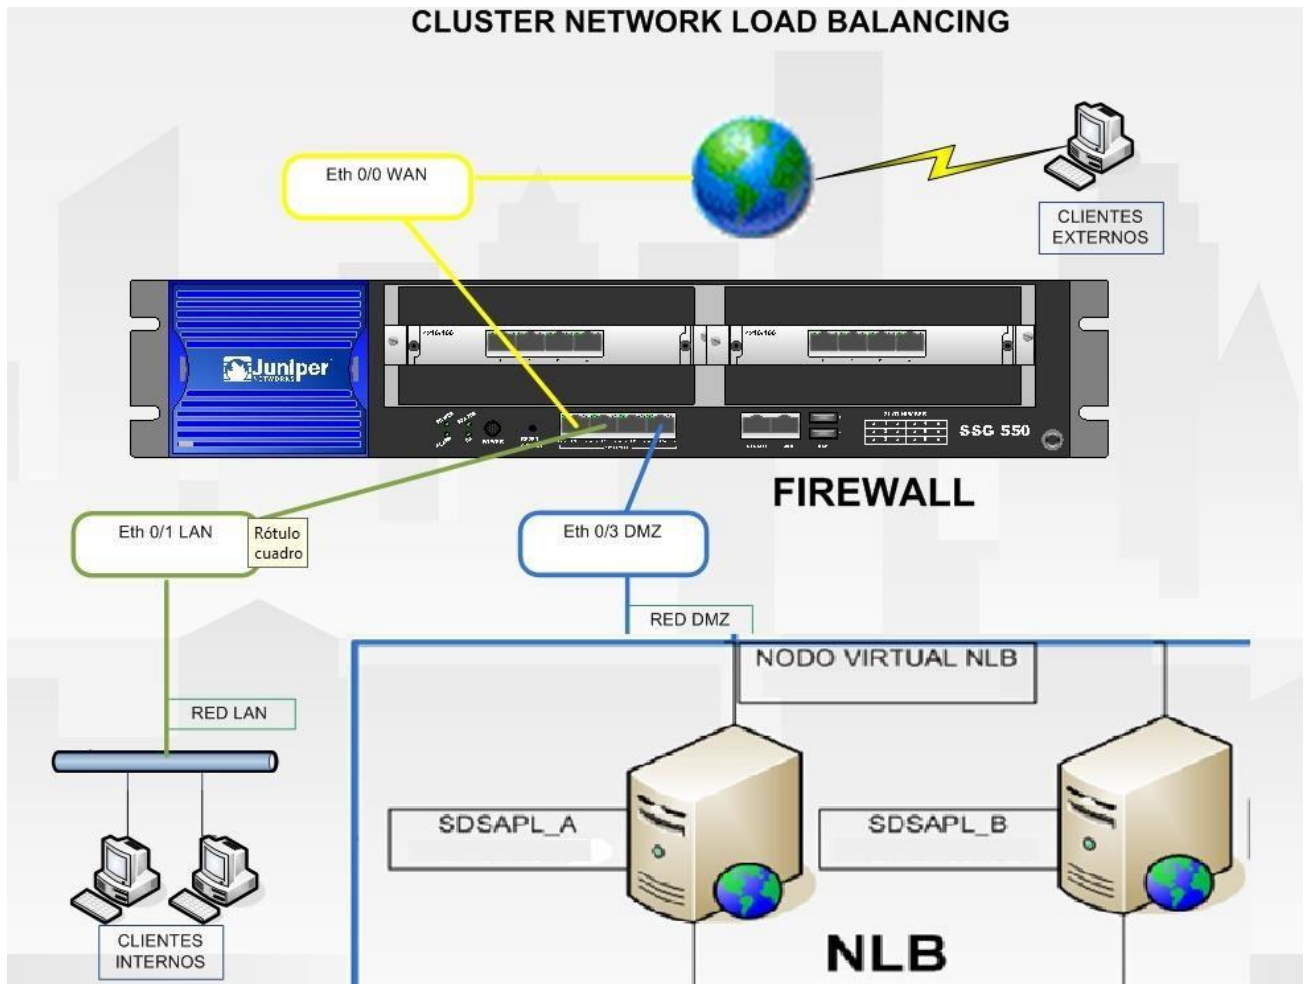 CLUSTER NETWORK LOAD BALANCING
Eth 0/0 WAN
CLIENTES
EXTERNOS
Juniper
NETWORKS
SSG 550
FIREWALL
Eth 0/1 LAN
Rótulo
cuadro
Eth 0/3 DMZ
RED DMZ
NODO VIRTUAL NLB
RED LAN
SDSAPL_A
SDSAPL_B
CLIENTES
INTERNOS
NLB